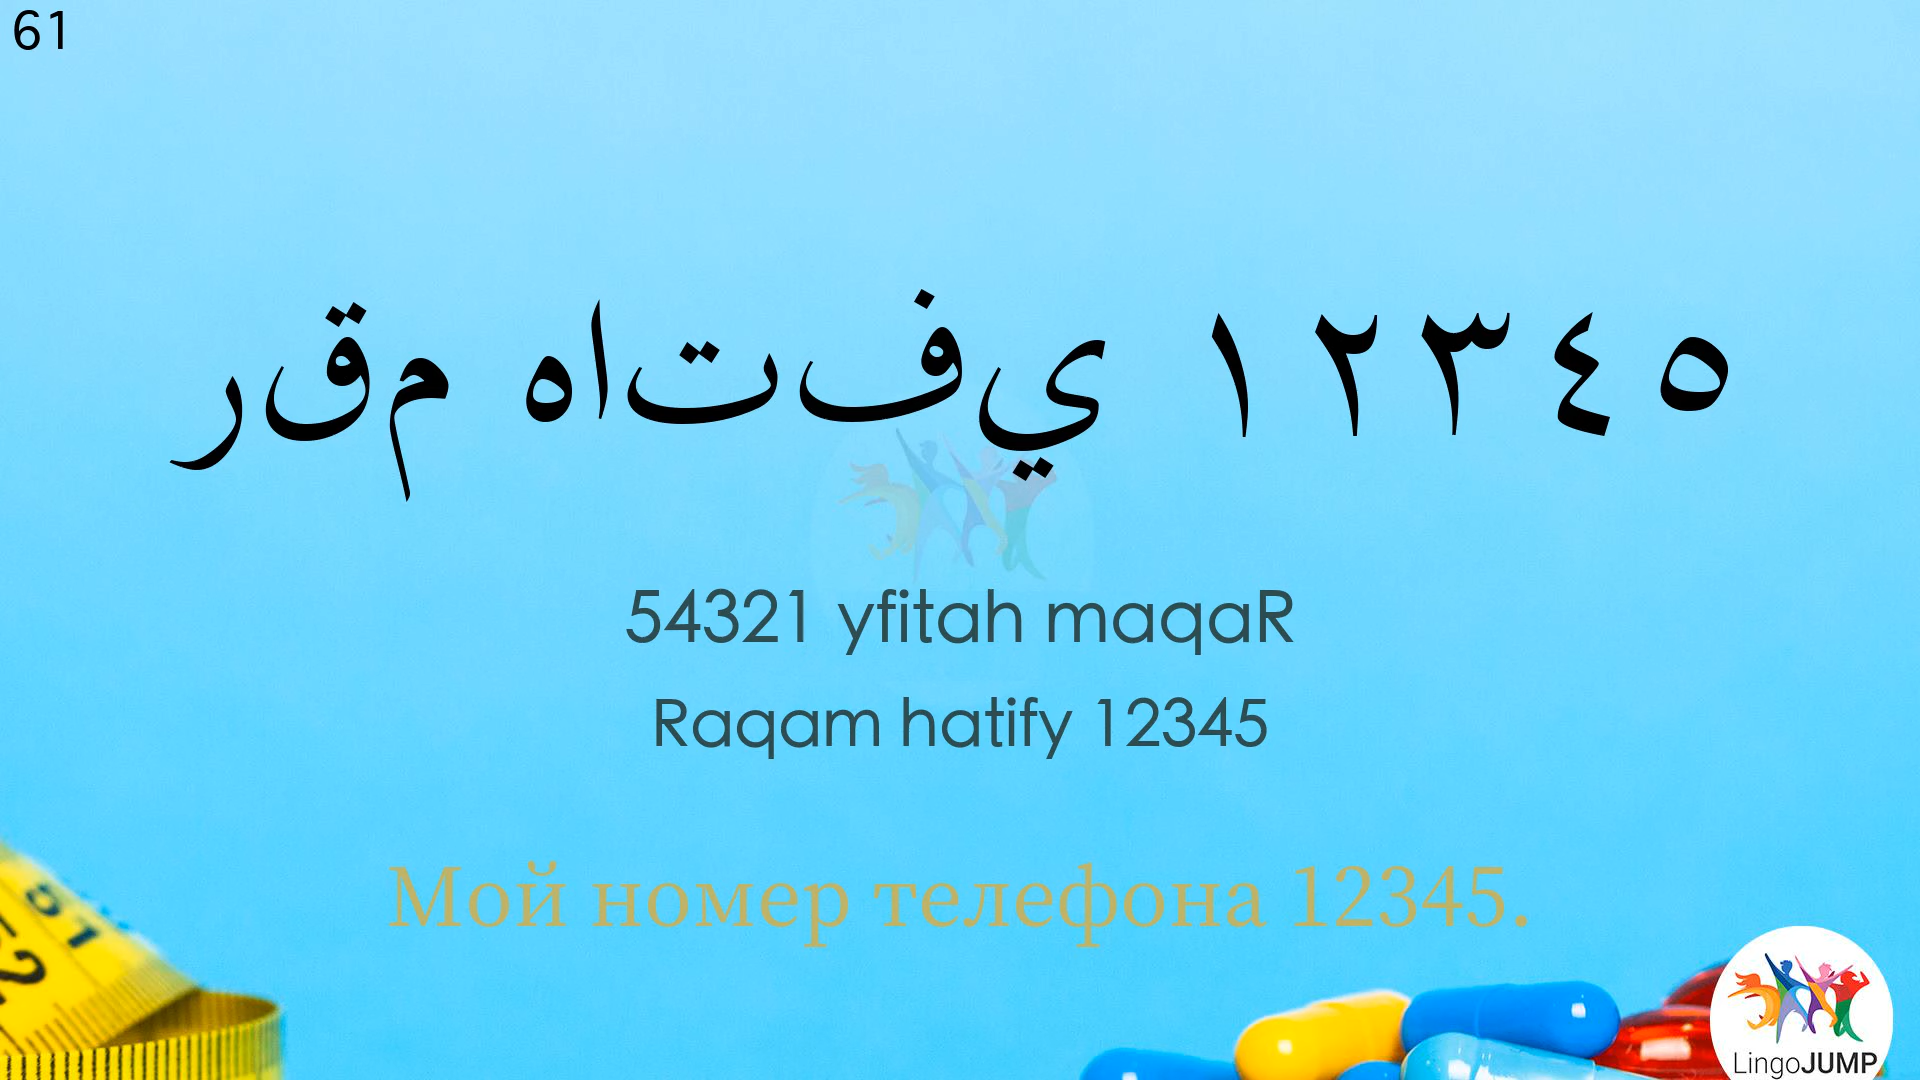 61
رقم هاتفي ١٢٣٤٥
54321 yfitah maqaR
Raqam hatify 12345
Мой номер телефона 12345.
LingoJUMP